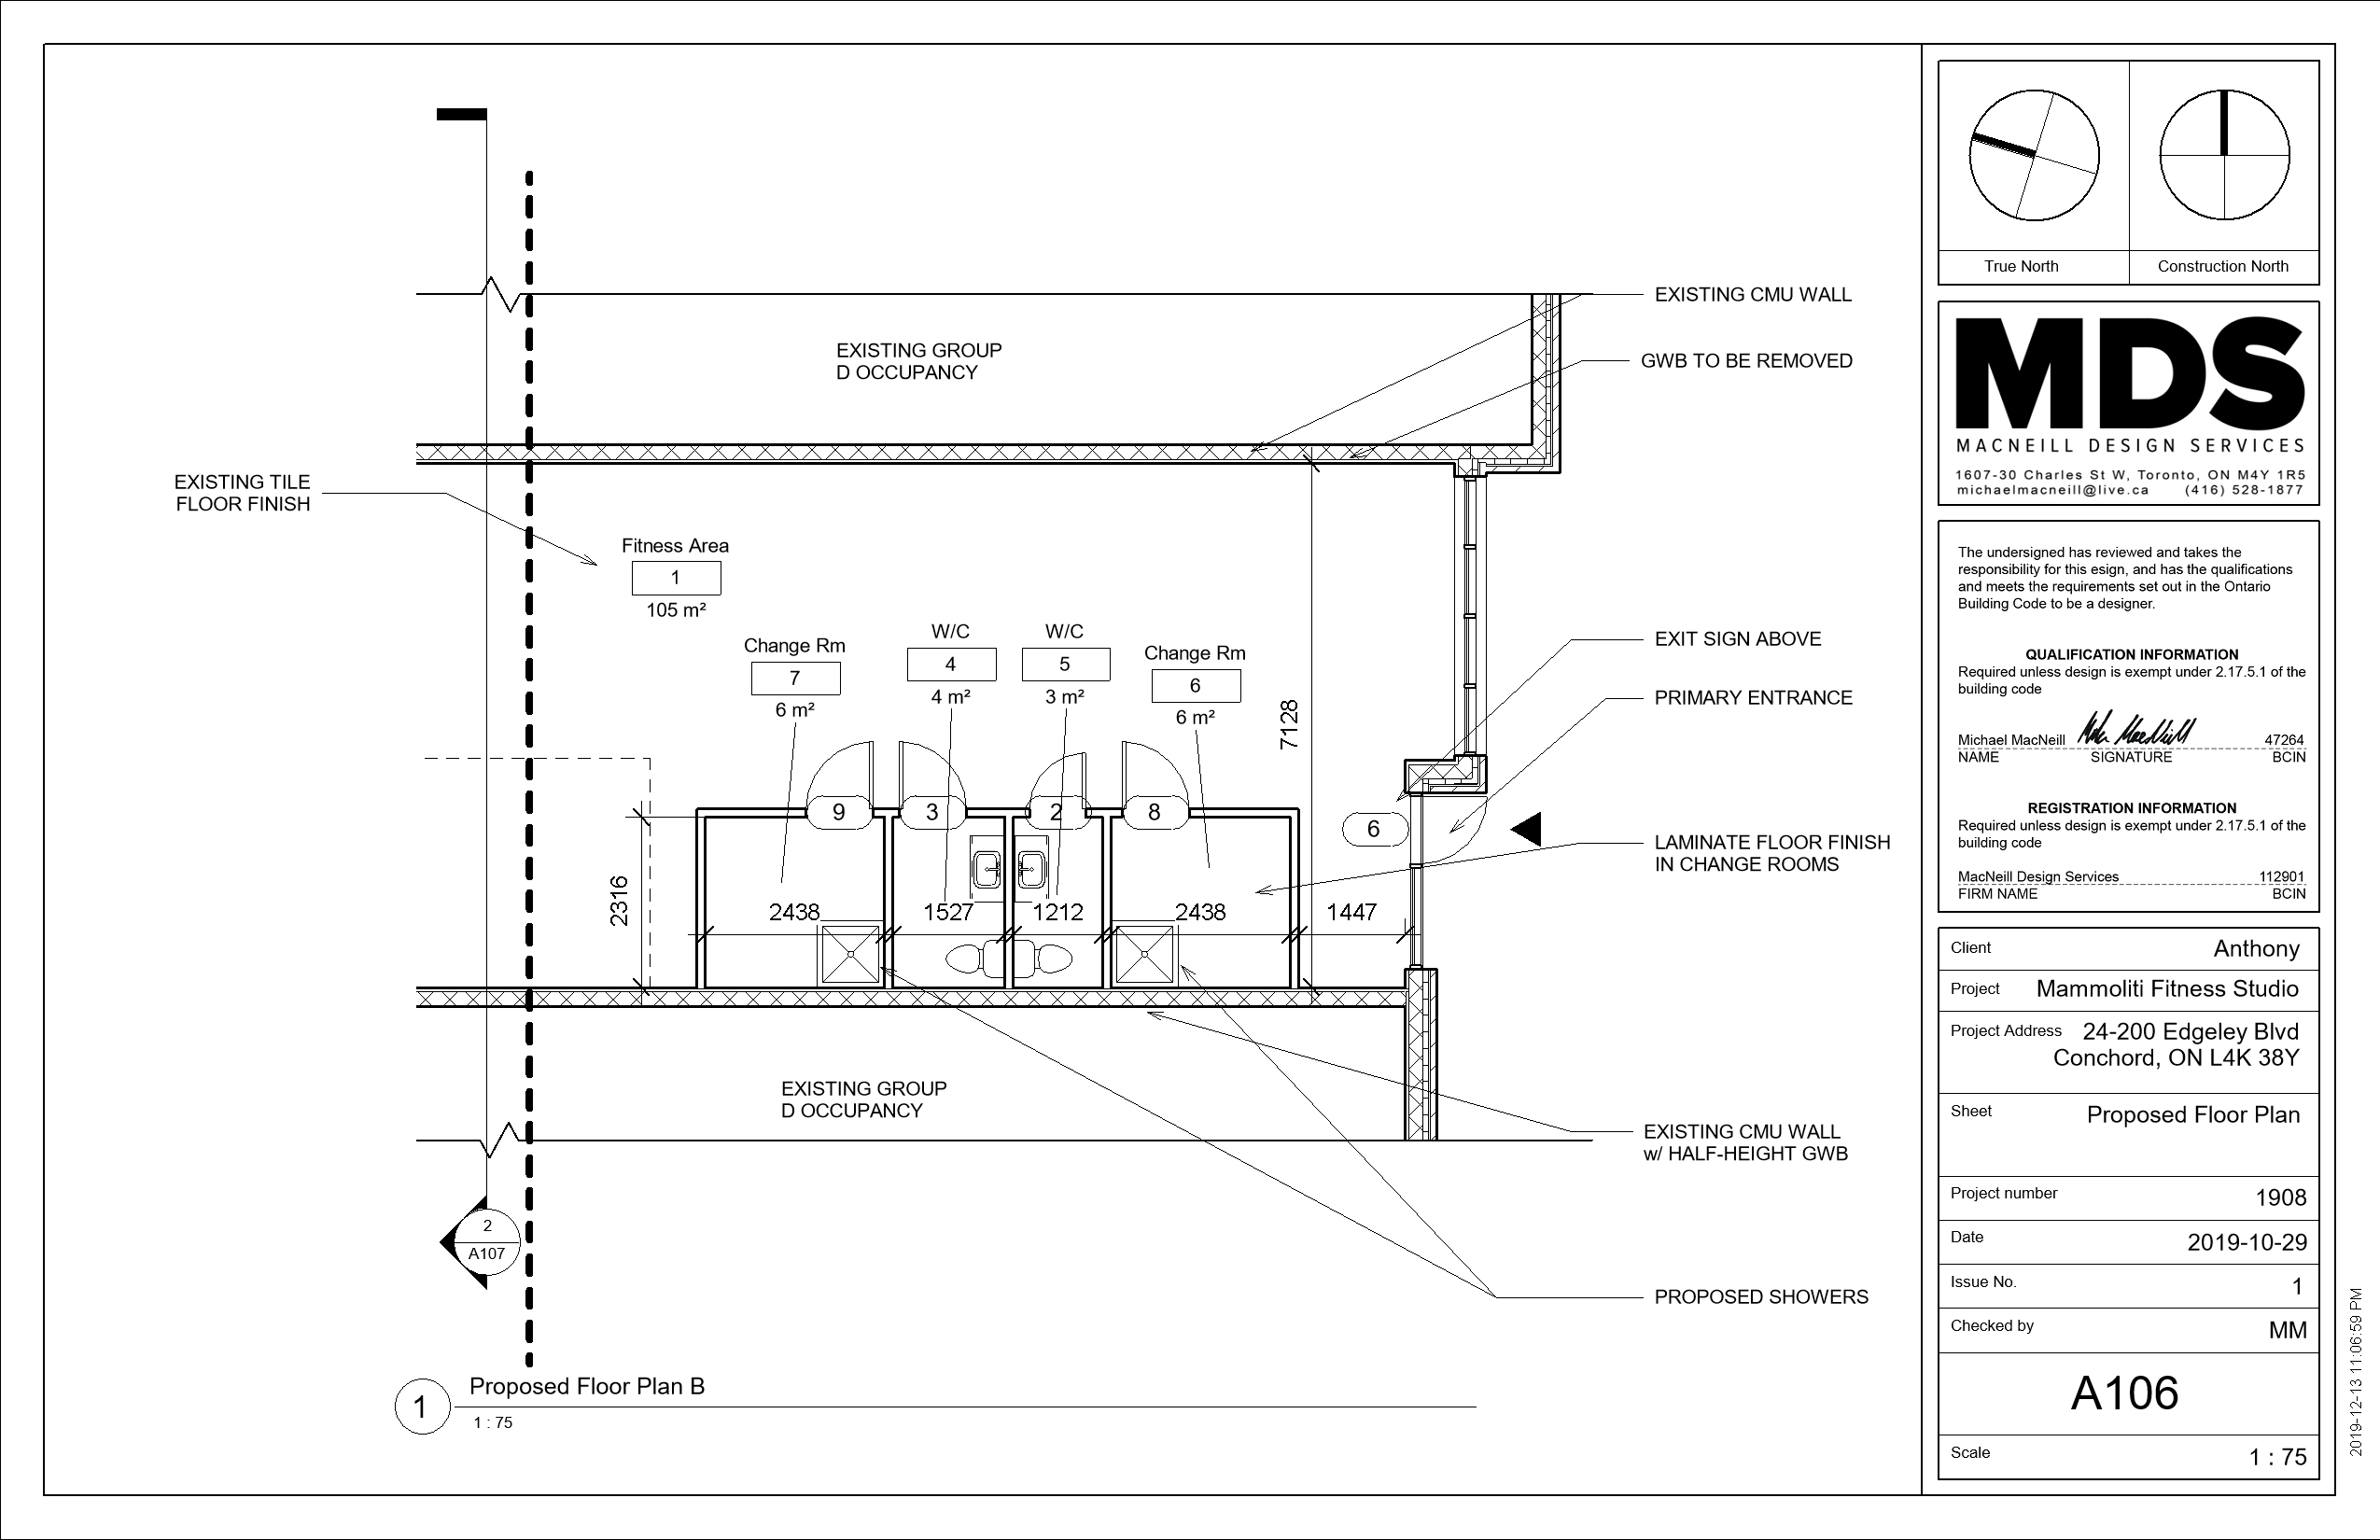 EXISTING CMU WALL
GWB TO BE REMOVED
EXISTING GROUP
D OCCUPANCY
EXISTING TILE
FLOOR FINISH
Fitness Area
1
105 m²
Change Rm
7
6 m²
W/C
4
4 m²
W/C
5
3 m²
Change Rm
6
6 m²
7128
EXIT SIGN ABOVE
PRIMARY ENTRANCE
9
3
2
8
6
LAMINATE FLOOR FINISH
IN CHANGE ROOMS
2316
2438
1527
1212
2438
1447
EXISTING GROUP
D OCCUPANCY
EXISTING CMU WALL
w/ HALF-HEIGHT GWB
2
A107
PROPOSED SHOWERS
1
Proposed Floor Plan B
1 : 75
True North
Construction North
MDS
MACNEILL DESIGN SERVICES
1607-30 Charles St W, Toronto, ON M4Y 1R5
michaelmacneill@live.ca (416) 528-1877
The undersigned has reviewed and takes the
responsibility for this esign, and has the qualifications
and meets the requirements set out in the Ontario
Building Code to be a designer.
QUALIFICATION INFORMATION
Required unless design is exempt under 2.17.5.1 of the
building code
Michael MacNeill Mike MacNeill 47264
NAME SIGNATURE BCIN
REGISTRATION INFORMATION
Required unless design is exempt under 2.17.5.1 of the
building code
MacNeill Design Services 112901
FIRM NAME BCIN
Client Anthony
Project Mammoliti Fitness Studio
Project Address 24-200 Edgeley Blvd
Conchord, ON L4K 38Y
Sheet Proposed Floor Plan
Project number 1908
Date 2019-10-29
Issue No. 1
Checked by MM
A106
Scale 1 : 75
2019-12-13 11:06:59 PM